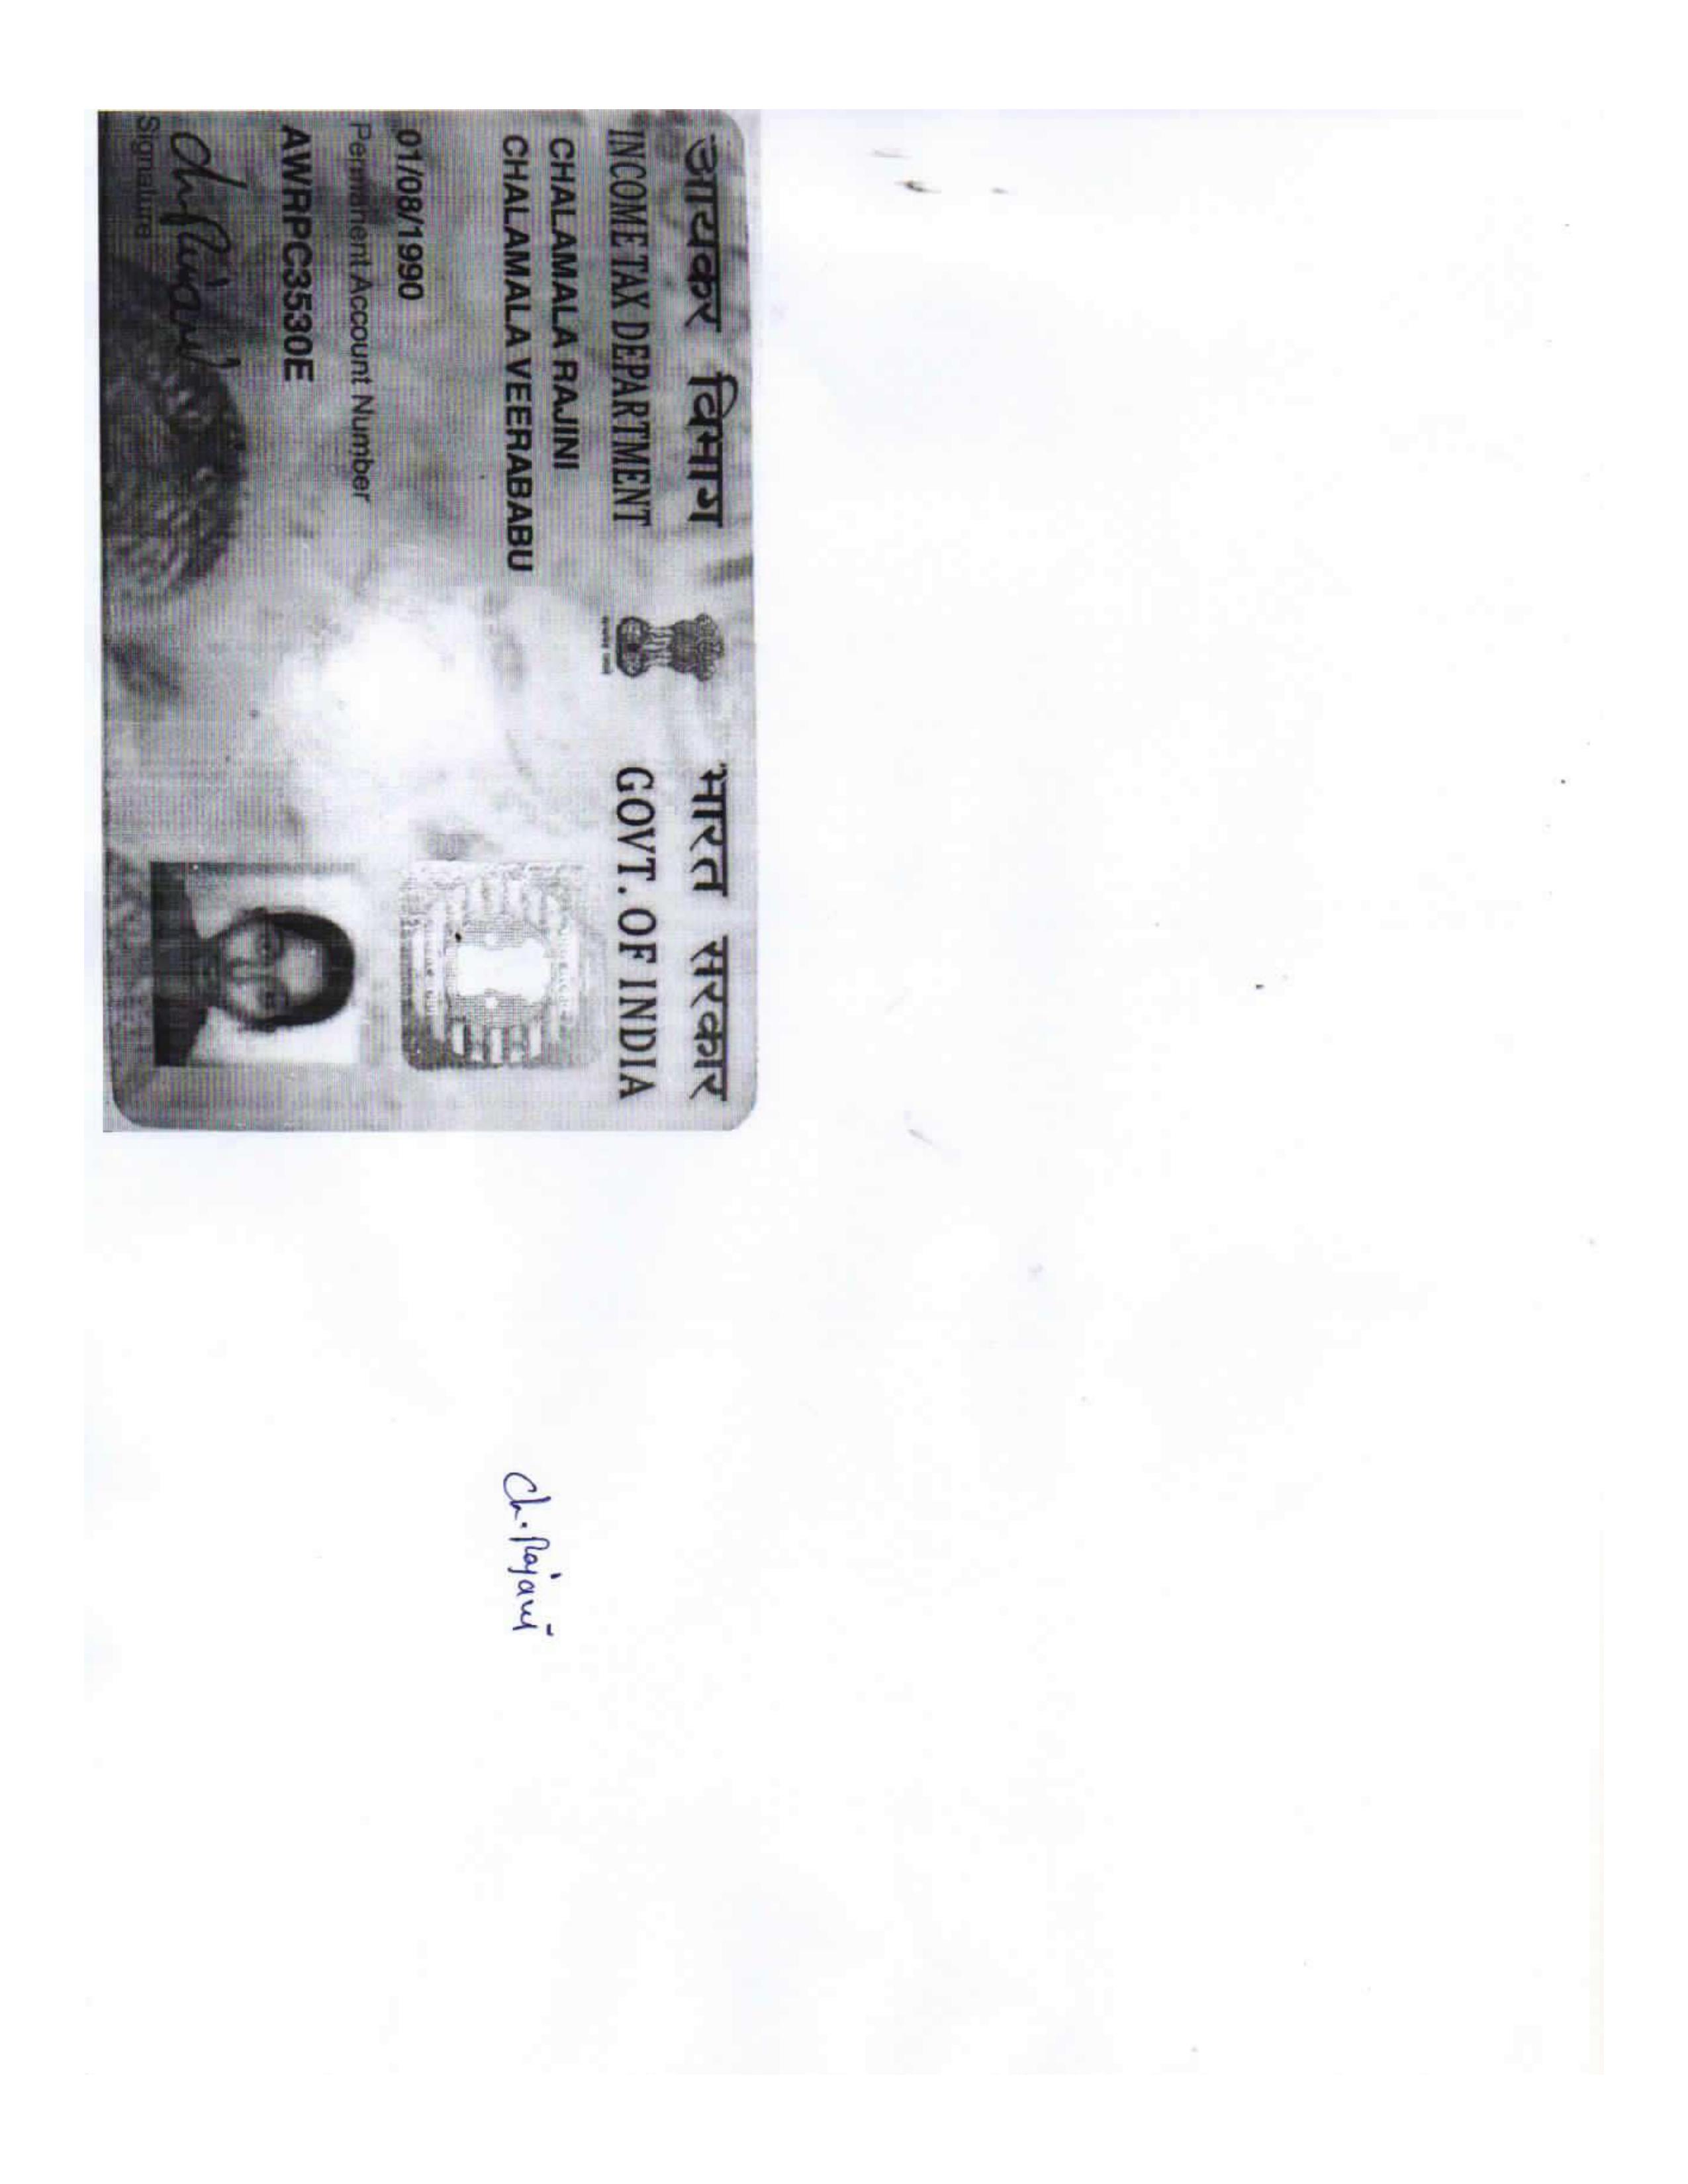 आयकर विभाग
भारत सरकार
INCOME TAX DEPARTMENT
GOVT. OF INDIA
CHALAMALA RAJINI
CHALAMALA VEERABABU
01/08/1990
Permanent Account Number
AWRPC3530E
Ch. Rajani
Signature
Ch. Rajani